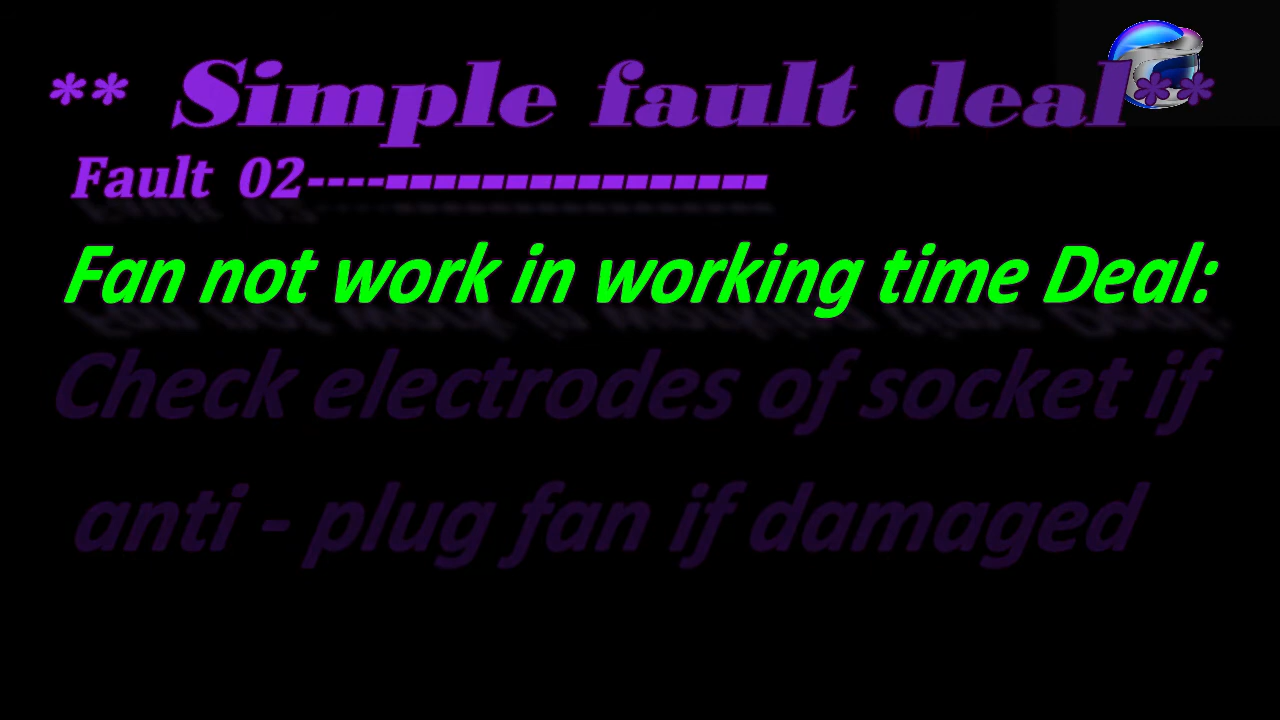 ** Simple fault deal**
Fault 02--------------------
Fan not work in working time Deal:
Check electrodes of socket if
anti - plug fan if damaged